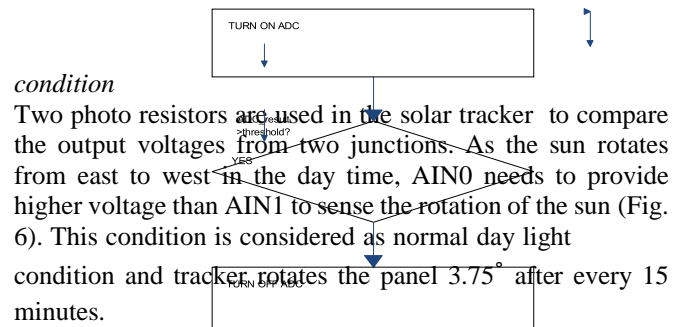 TURN ON ADC
condition
Two photo resistors are used in the solar tracker to compare
>threshold?
the output voltages from two junctions. As the sun rotates
YES
from east to west in the day time, AIN0 needs to provide
higher voltage than AIN1 to sense the rotation of the sun (Fig.
6). This condition is considered as normal day light
condition and tracker rotates the panel 3.75° after every 15
TURN OFF ADC
minutes.